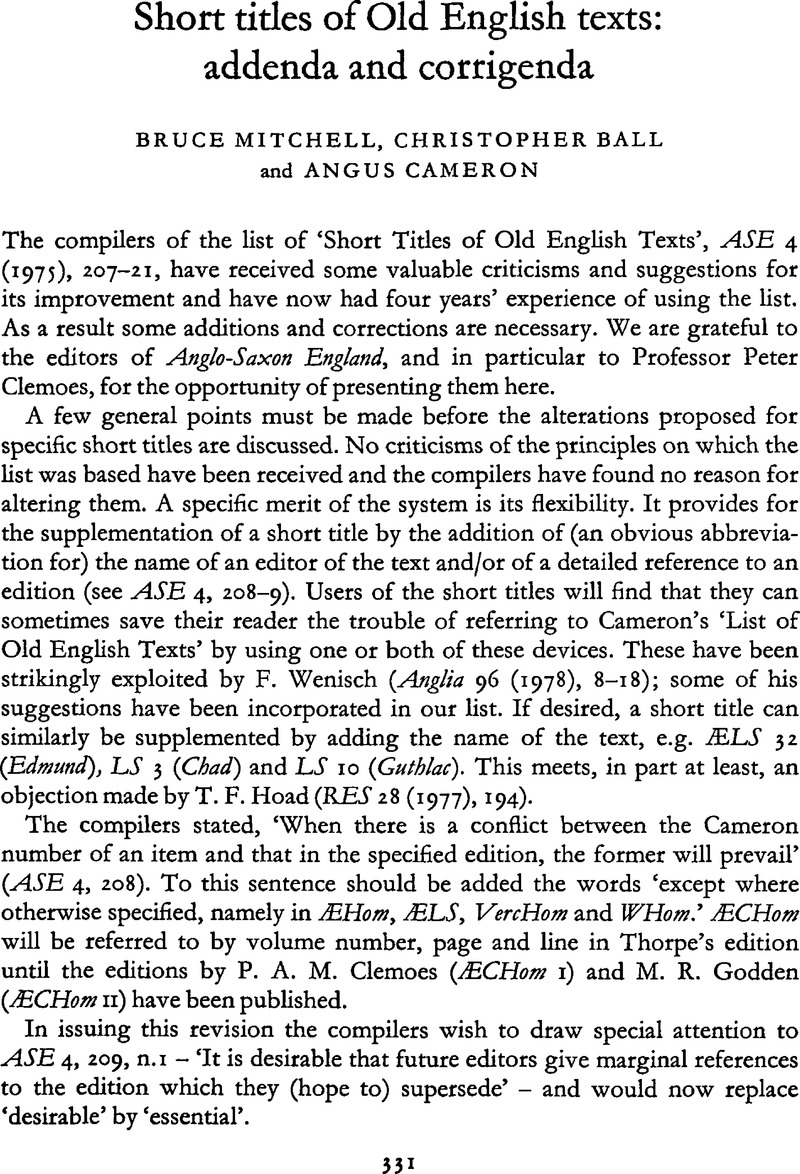 Short titles of Old English texts:
addenda and corrigenda
BRUCE MITCHELL, CHRISTOPHER BALL
and ANGUS CAMERON
The compilers of the list of ‘Short Titles of Old English Texts’, ASE 4
(1975), 207–21, have received some valuable criticisms and suggestions for
its improvement and have now had four years’ experience of using the list.
As a result some additions and corrections are necessary. We are grateful to
the editors of Anglo-Saxon England, and in particular to Professor Peter
Clemoes, for the opportunity of presenting them here.
A few general points must be made before the alterations proposed for
specific short titles are discussed. No criticisms of the principles on which the
list was based have been received and the compilers have found no reason for
altering them. A specific merit of the system is its flexibility. It provides for
the supplementation of a short title by the addition of (an obvious abbrevia-
tion for) the name of an editor of the text and/or of a detailed reference to an
edition (see ASE 4, 208–9). Users of the short titles will find that they can
sometimes save their reader the trouble of referring to Cameron’s ‘List of
Old English Texts’ by using one or both of these devices. These have been
strikingly exploited by F. Wenisch (Anglia 96 (1978), 8–18); some of his
suggestions have been incorporated in our list. If desired, a short title can
similarly be supplemented by adding the name of the text, e.g. ÆLS 32
(Edmund), LS 3 (Chad) and LS 10 (Guthlac). This meets, in part at least, an
objection made by T. F. Hoad (RES 28 (1977), 194).
The compilers stated, ‘When there is a conflict between the Cameron
number of an item and that in the specified edition, the former will prevail’
(ASE 4, 208). To this sentence should be added the words ‘except where
otherwise specified, namely in ÆHom, ÆLS, VercHom and WHom.’ ÆCHom
will be referred to by volume number, page and line in Thorpe’s edition
until the editions by P. A. M. Clemoes (ÆCHom I) and M. R. Godden
(ÆCHom II) have been published.
In issuing this revision the compilers wish to draw special attention to
ASE 4, 209, n.1 – ‘It is desirable that future editors give marginal references
to the edition which they (hope to) supersede’ – and would now replace
‘desirable’ by ‘essential’.
331